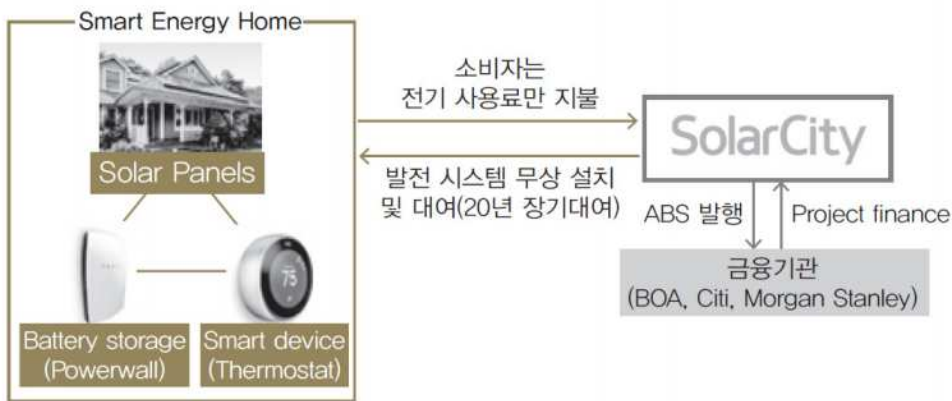 Smart Energy Home
Solar Panels
Battery storage
(Powerwall)
Smart device
(Thermostat)
75
소비자는
전기 사용료만 지불
발전 시스템 무상 설치
및 대여(20년 장기대여)
SolarCity
ABS 발행
Project finance
금융기관
(BOA, Citi, Morgan Stanley)